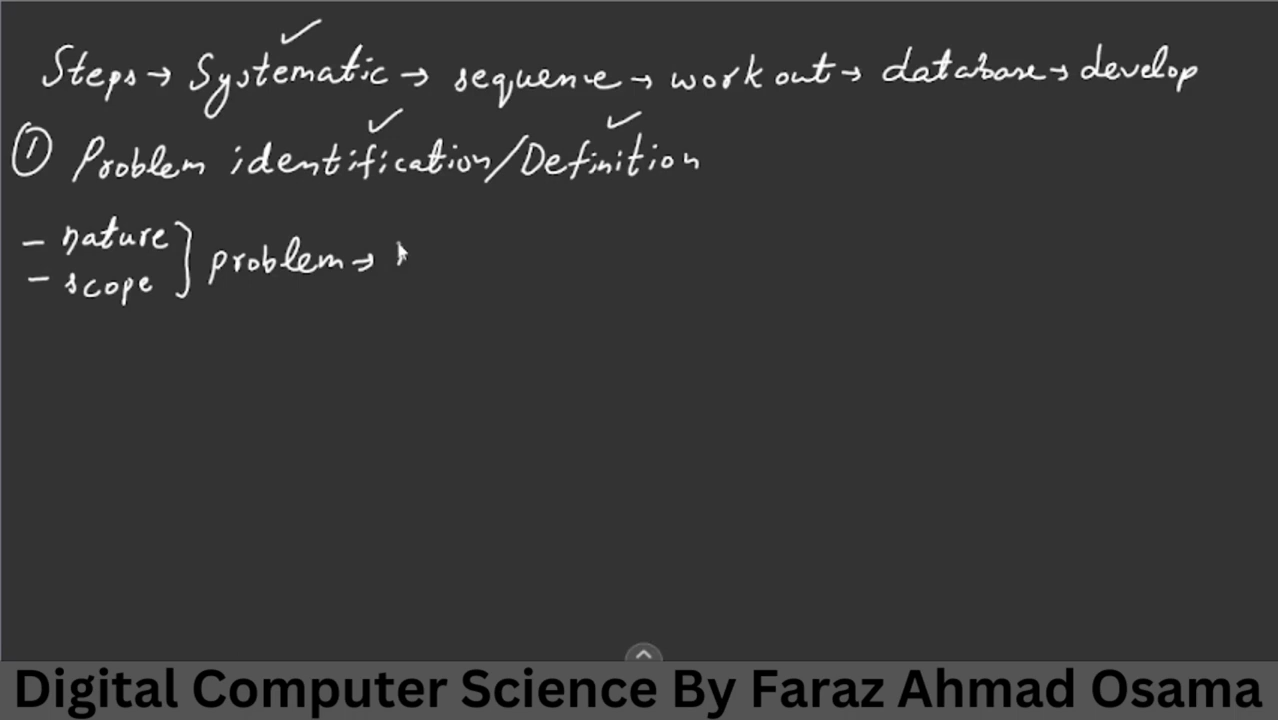 Steps → Systematic → sequence → work out → database → develop
① Problem identification/Definition
- nature
- scope } problem →
Digital Computer Science By Faraz Ahmad Osama